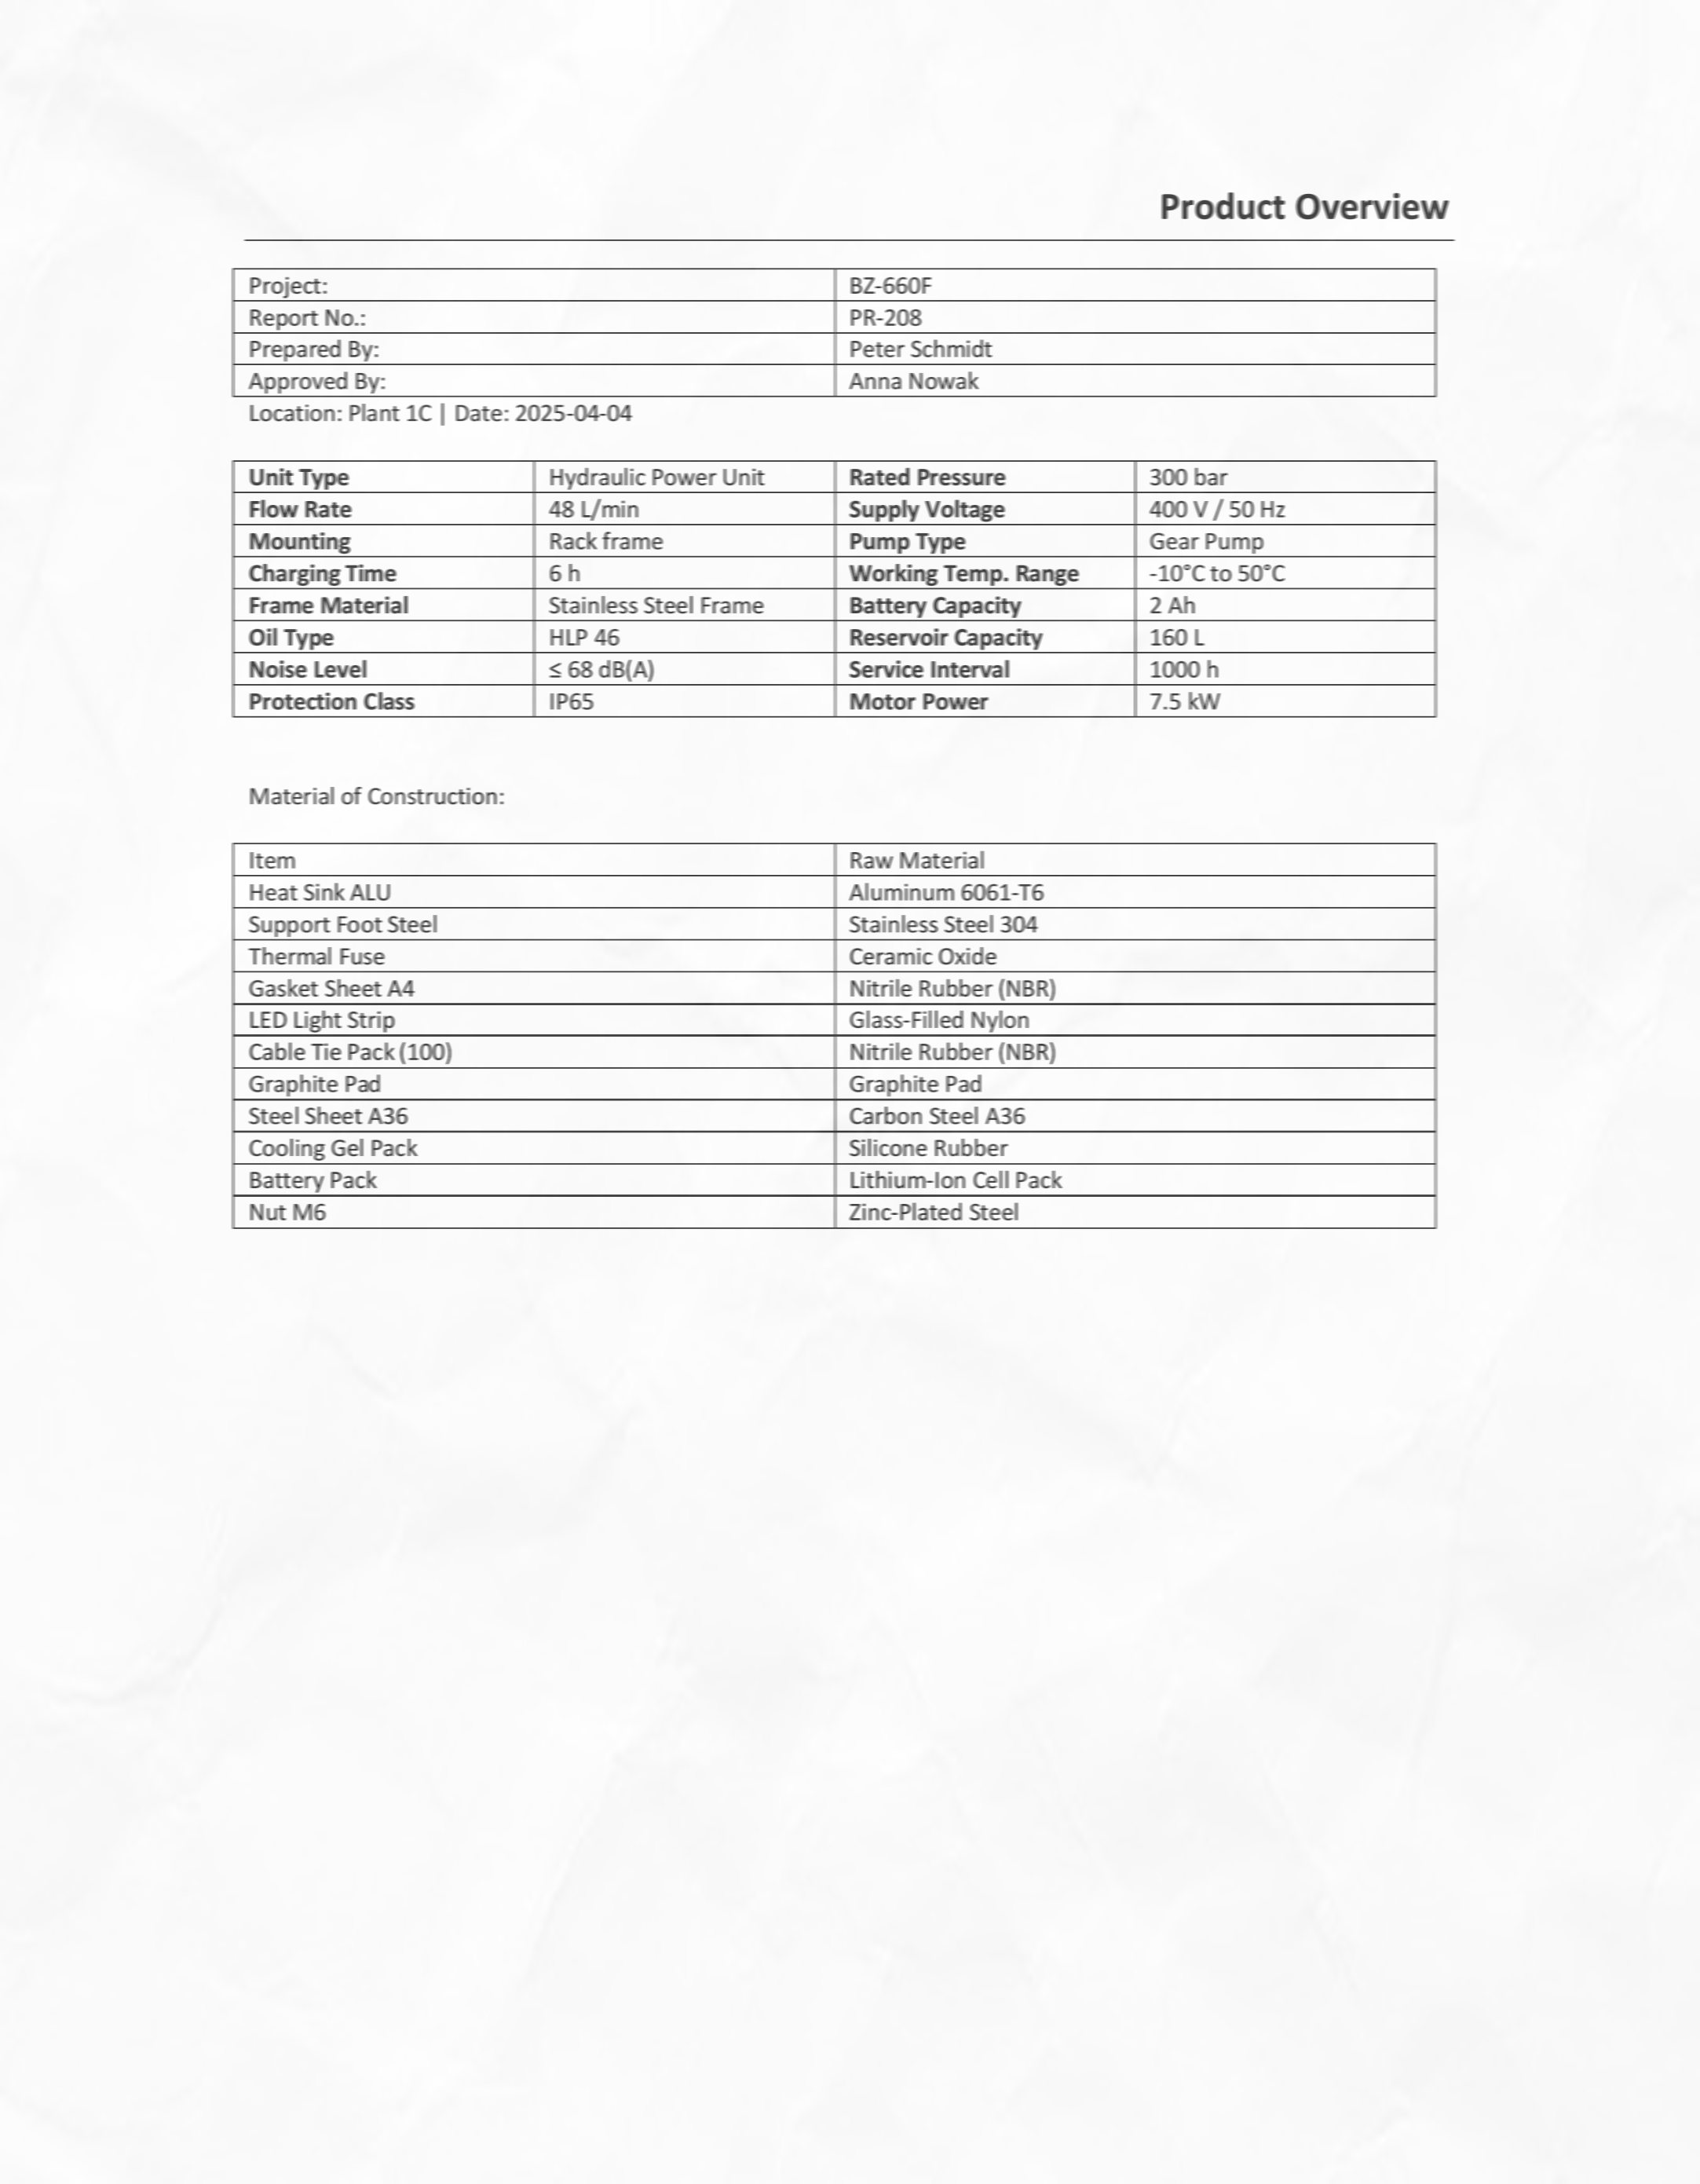 Product Overview
Project: BZ-660F
Report No.: PR-208
Prepared By: Peter Schmidt
Approved By: Anna Nowak
Location: Plant 1C | Date: 2025-04-04
Unit Type Hydraulic Power Unit Rated Pressure 300 bar
Flow Rate 48 L/min Supply Voltage 400 V / 50 Hz
Mounting Rack frame Pump Type Gear Pump
Charging Time 6 h Working Temp. Range -10°C to 50°C
Frame Material Stainless Steel Frame Battery Capacity 2 Ah
Oil Type HLP 46 Reservoir Capacity 160 L
Noise Level ≤ 68 dB(A) Service Interval 1000 h
Protection Class IP65 Motor Power 7.5 kW
Material of Construction:
Item Raw Material
Heat Sink ALU Aluminum 6061-T6
Support Foot Steel Stainless Steel 304
Thermal Fuse Ceramic Oxide
Gasket Sheet A4 Nitrile Rubber (NBR)
LED Light Strip Glass-Filled Nylon
Cable Tie Pack (100) Nitrile Rubber (NBR)
Graphite Pad Graphite Pad
Steel Sheet A36 Carbon Steel A36
Cooling Gel Pack Silicone Rubber
Battery Pack Lithium-Ion Cell Pack
Nut M6 Zinc-Plated Steel